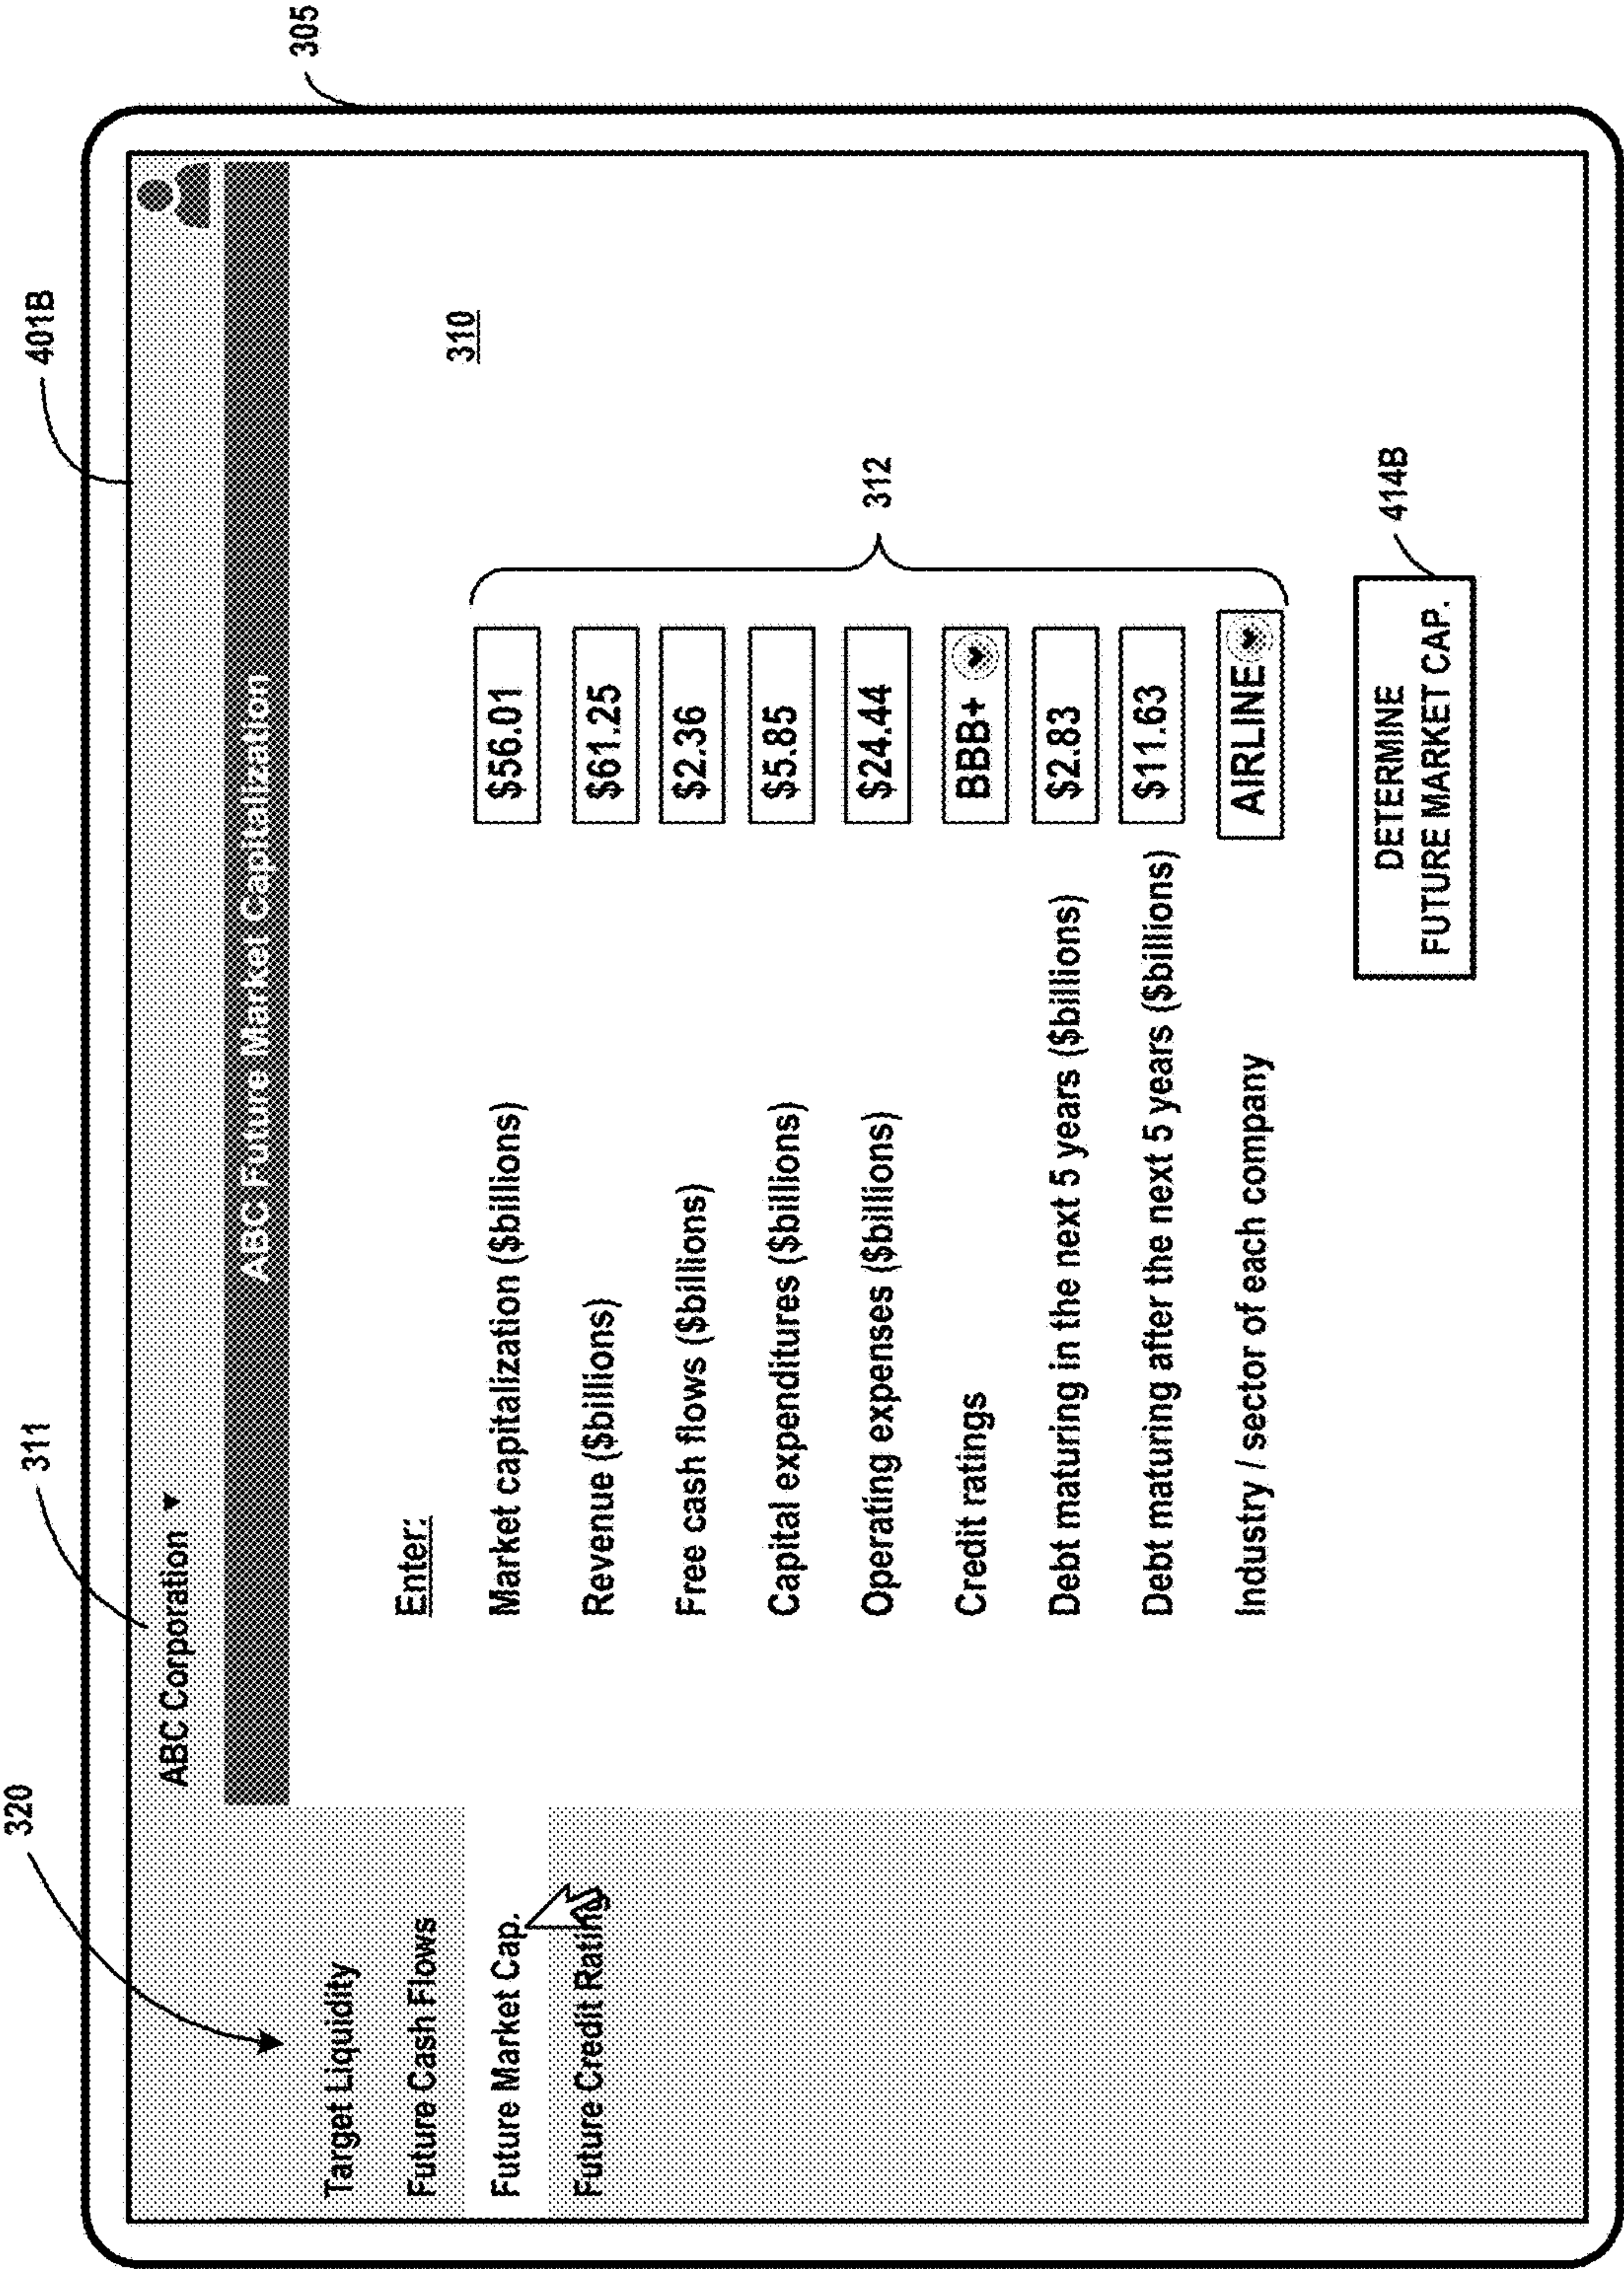 320
311
401B
305
ABC Corporation ▼
ABC Future Market Capitalization
Target Liquidity
Future Cash Flows
Future Market Cap.
Future Credit Rating
310
Enter:
Market capitalization ($billions) $56.01
Revenue ($billions) $61.25
Free cash flows ($billions) $2.36
Capital expenditures ($billions) $5.85
Operating expenses ($billions) $24.44
Credit ratings BBB+
Debt maturing in the next 5 years ($billions) $2.83
Debt maturing after the next 5 years ($billions) $11.63
Industry / sector of each company AIRLINE
312
DETERMINE
FUTURE MARKET CAP.
414B